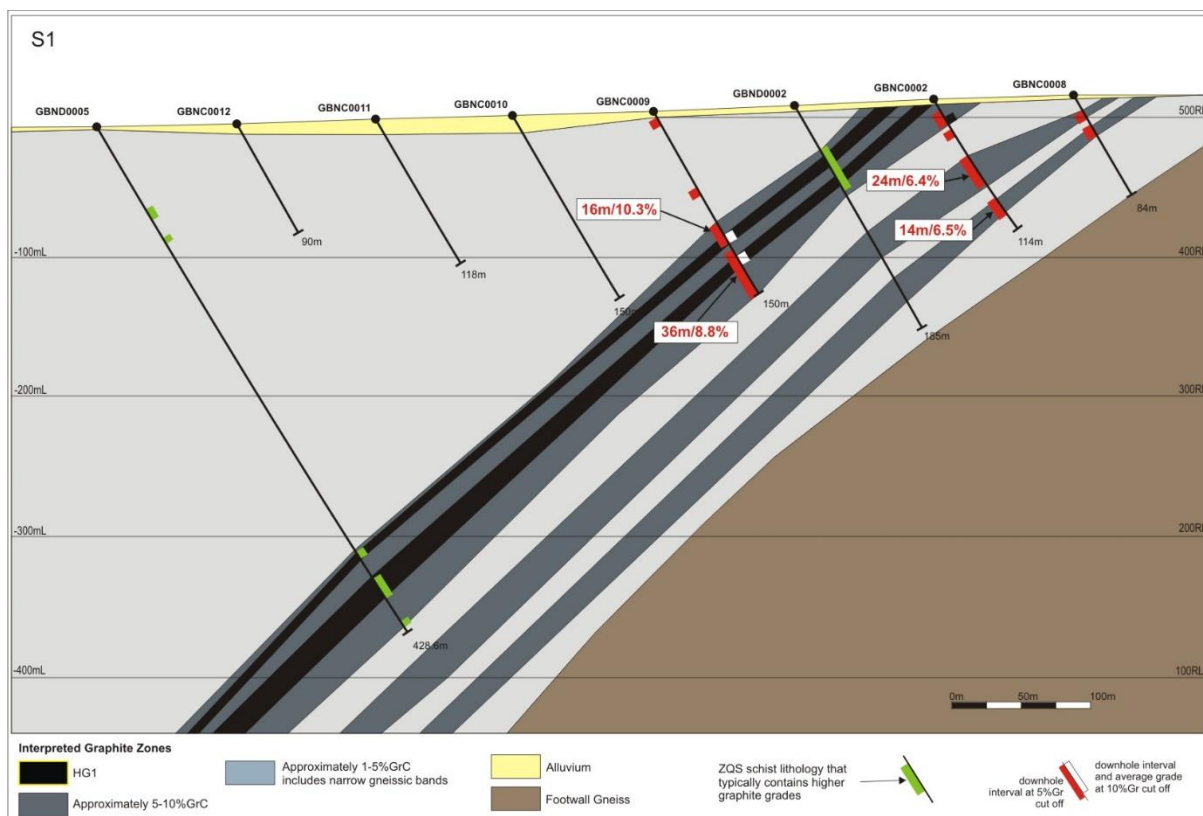 S1
GBND0005
GBNC0012
GBNC0011
GBNC0010
GBNC0009
GBND0002
GBNC0002
GBNC0008
500RL
24m/6.4%
16m/10.3%
84m
14m/6.5%
114m
90m
-100mL
400RL
118m
150m
150m
36m/8.8%
185m
-200mL
300RL
-300mL
200RL
428.6m
-400mL
100RL
0m 50m 100m
Interpreted Graphite Zones
HG1
Approximately 5-10%GrC
Approximately 1-5%GrC
includes narrow gneissic bands
Alluvium
Footwall Gneiss
ZQS schist lithology that
typically contains higher
graphite grades
downhole
interval at 5%Gr
cut off
downhole interval
and average grade
at 10%Gr cut off